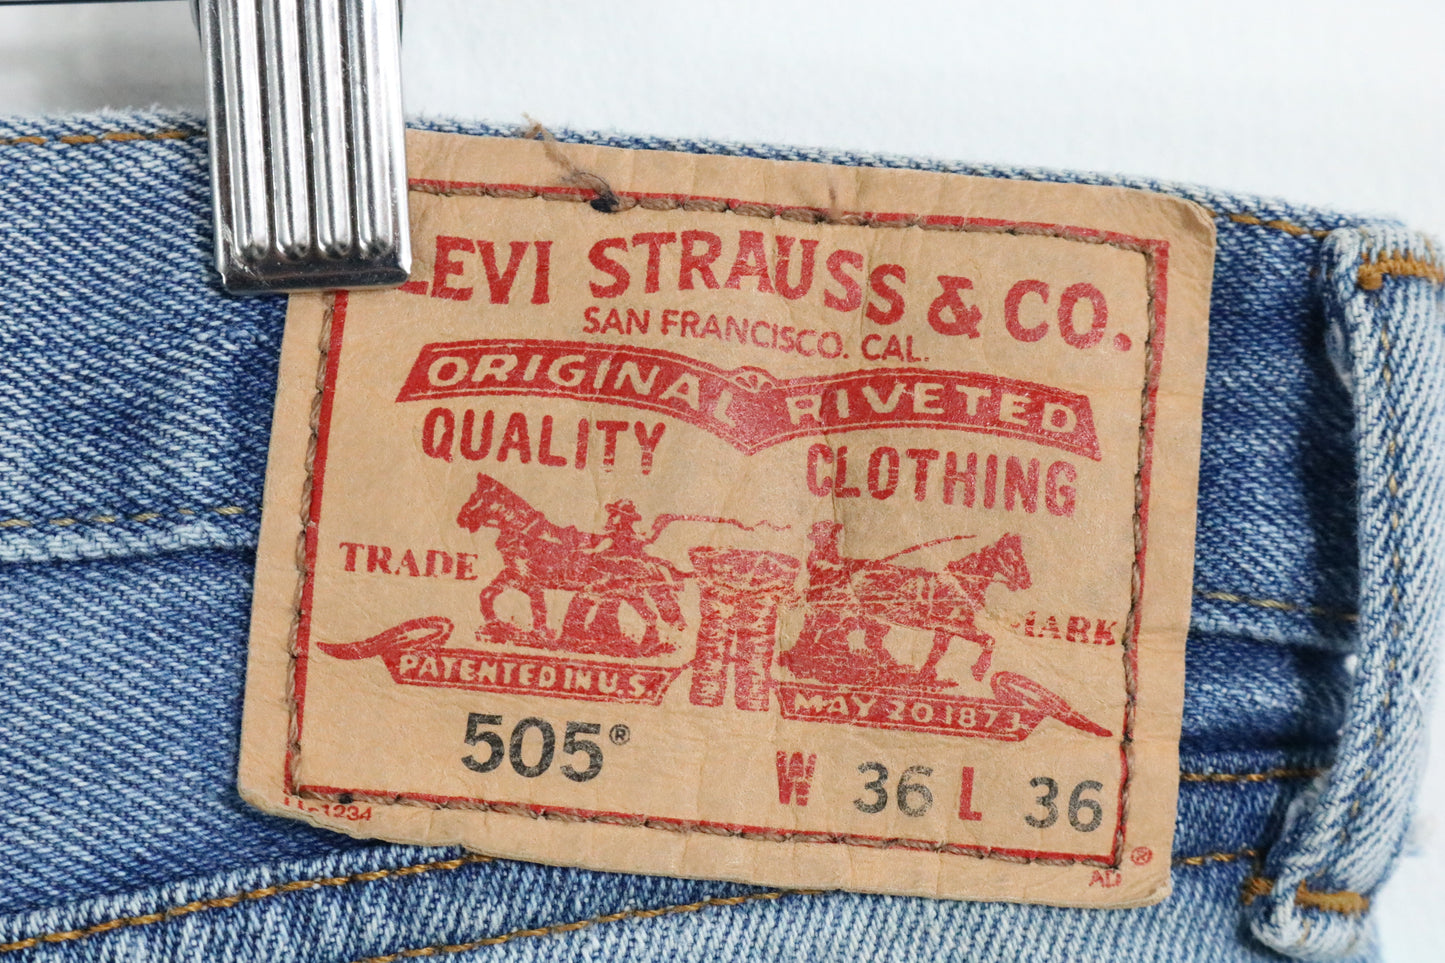 LEVI STRAUSS & CO.
SAN FRANCISCO. CAL.
ORIGINAL RIVETED
QUALITY CLOTHING
TRADE MARK
PATENTED IN U.S. MAY 20 1873
505® W 36 L 36
1234
®